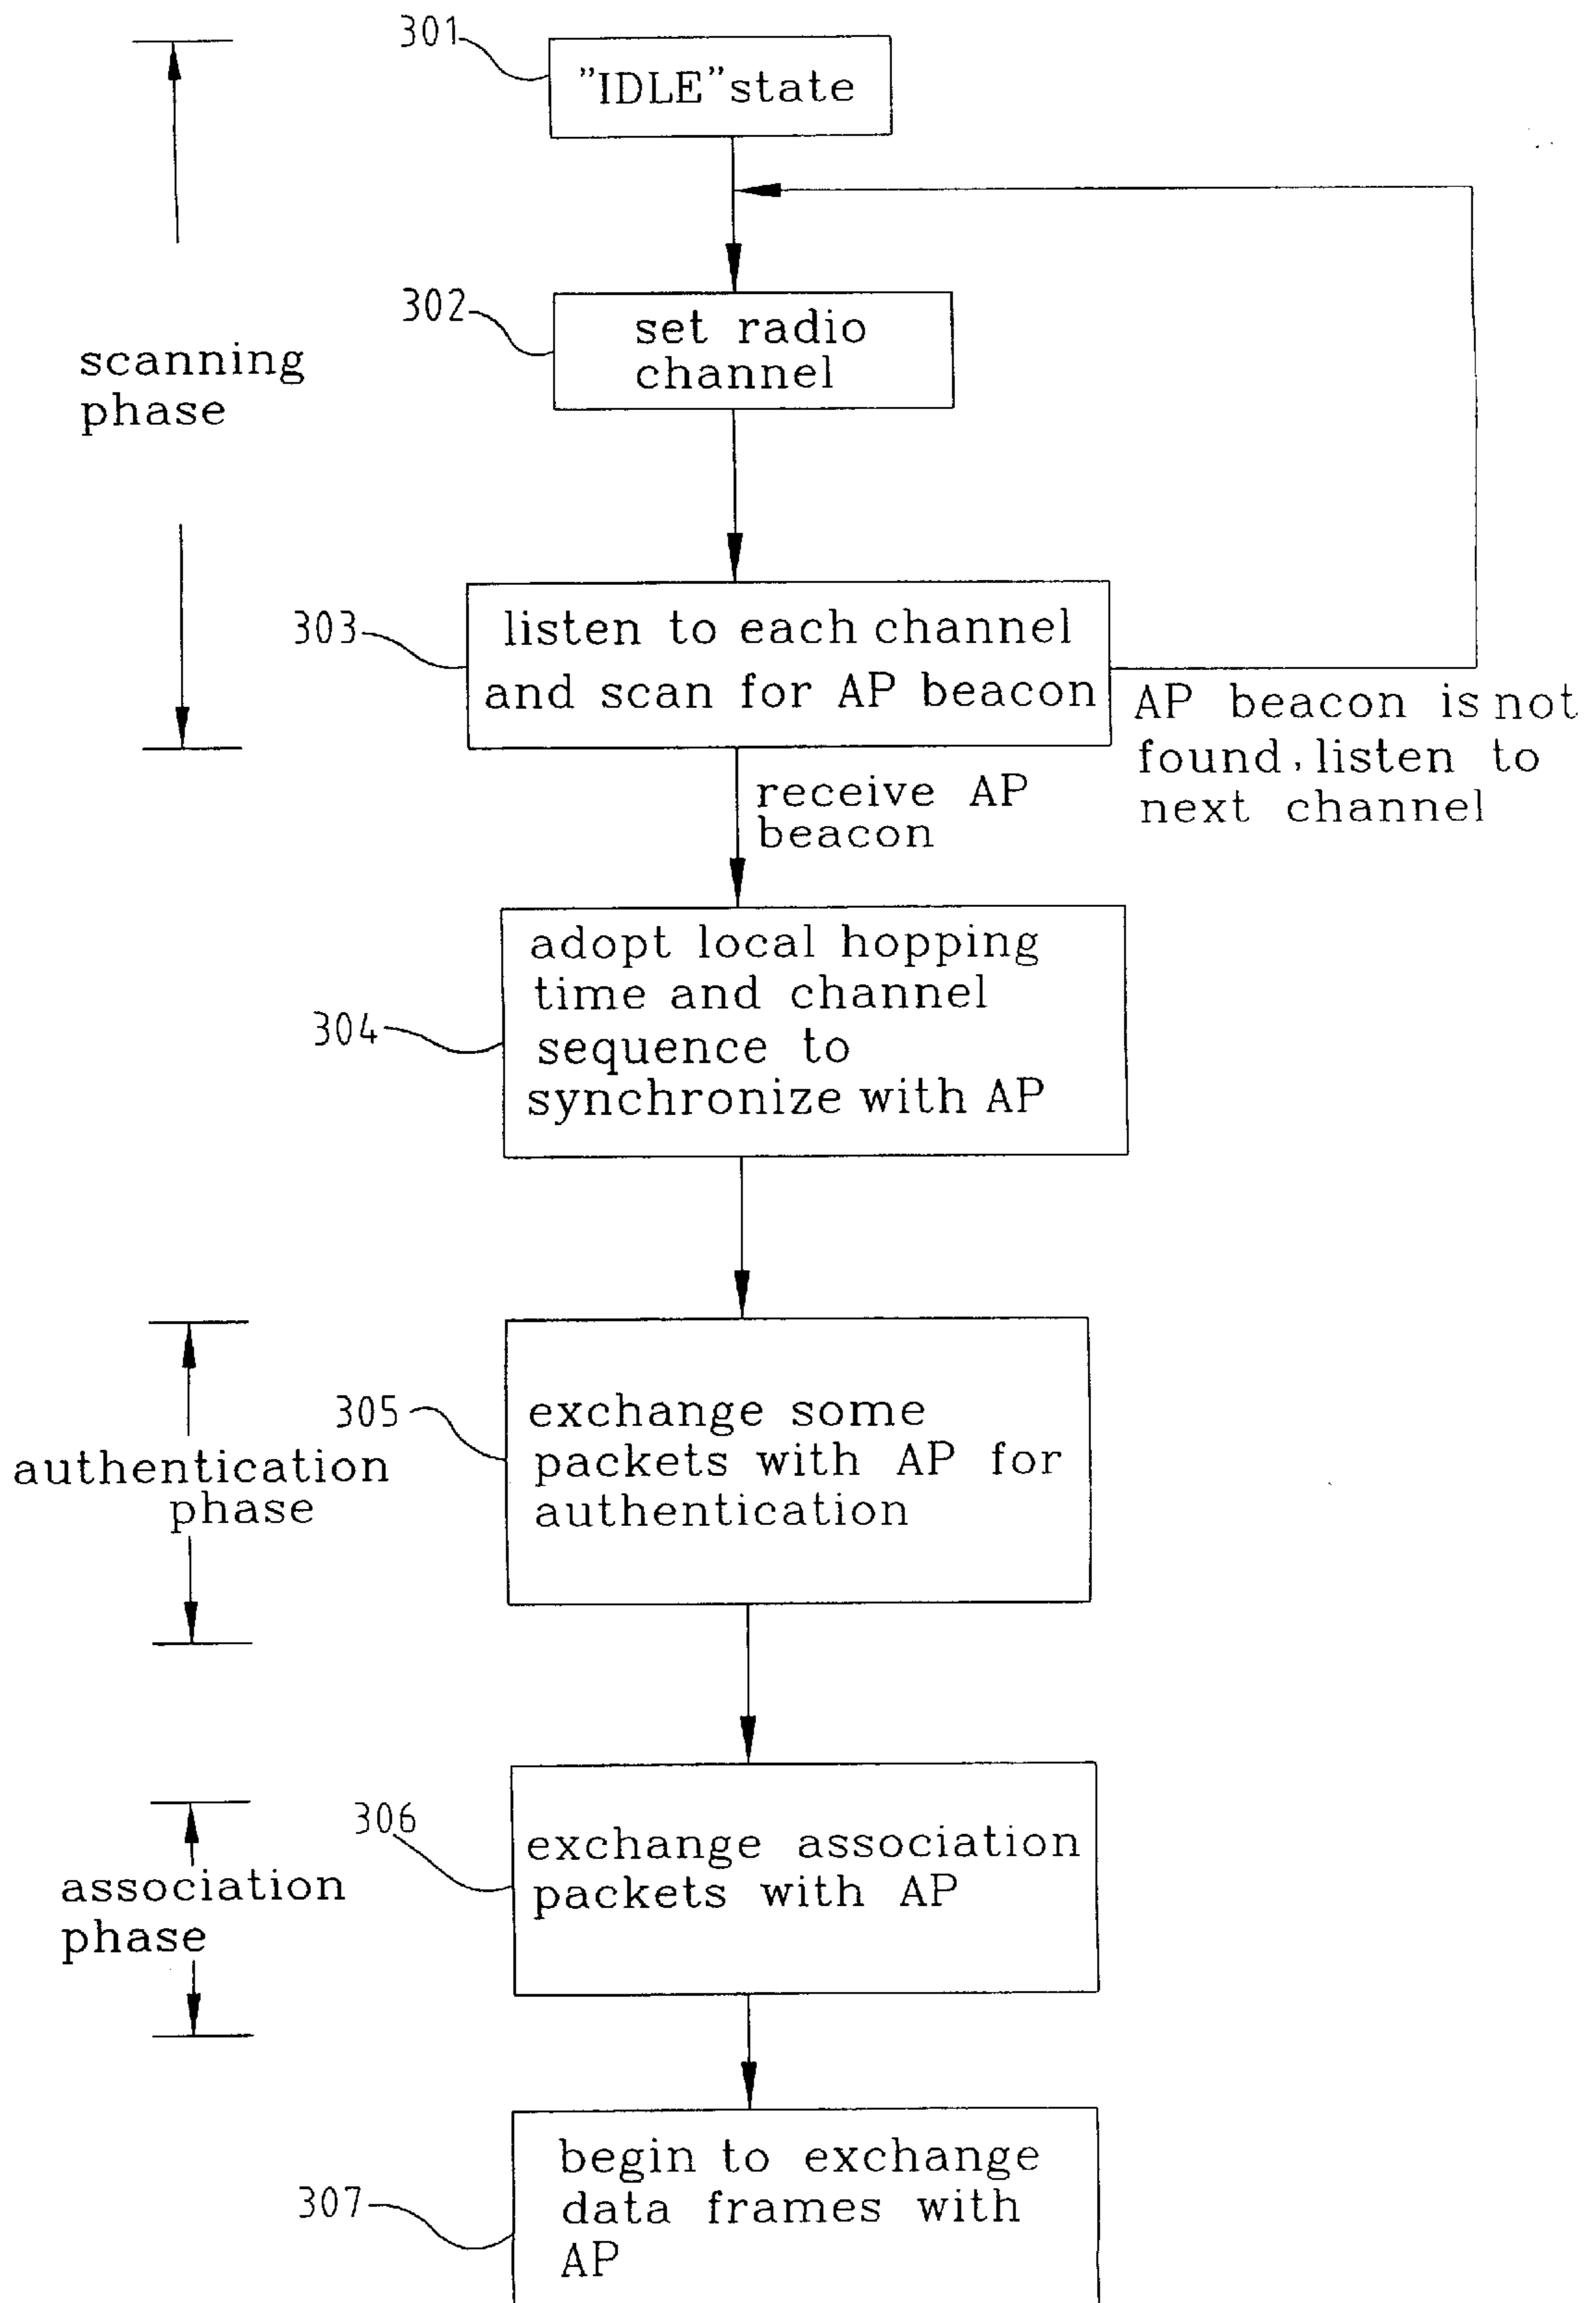 301
"IDLE" state
302
set radio
channel
scanning
phase
303
listen to each channel
and scan for AP beacon
AP beacon is not
found, listen to
next channel
receive AP
beacon
304
adopt local hopping
time and channel
sequence to
synchronize with AP
305
exchange some
packets with AP for
authentication
authentication
phase
306
exchange association
packets with AP
association
phase
307
begin to exchange
data frames with
AP